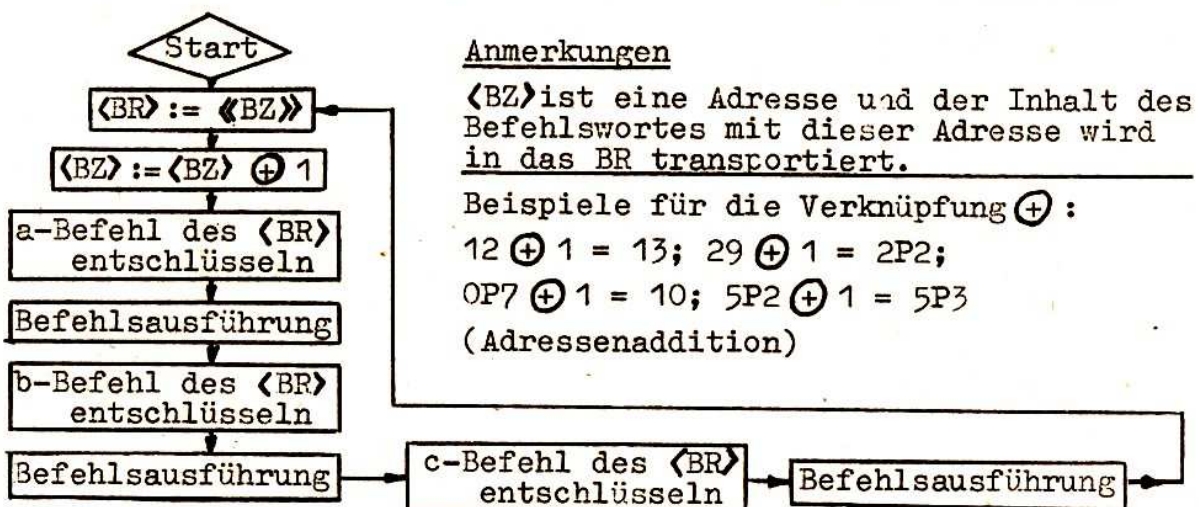 Start
⟨BR⟩ := ⟪BZ⟫
⟨BZ⟩ := ⟨BZ⟩ ⊕ 1
a-Befehl des ⟨BR⟩
entschlüsseln
Befehlsausführung
b-Befehl des ⟨BR⟩
entschlüsseln
Befehlsausführung
c-Befehl des ⟨BR⟩
entschlüsseln
Befehlsausführung
Anmerkungen
⟨BZ⟩ ist eine Adresse und der Inhalt des
Befehlswortes mit dieser Adresse wird
in das BR transportiert.
Beispiele für die Verknüpfung ⊕ :
12 ⊕ 1 = 13; 29 ⊕ 1 = 2P2;
0P7 ⊕ 1 = 10; 5P2 ⊕ 1 = 5P3
(Adressenaddition)